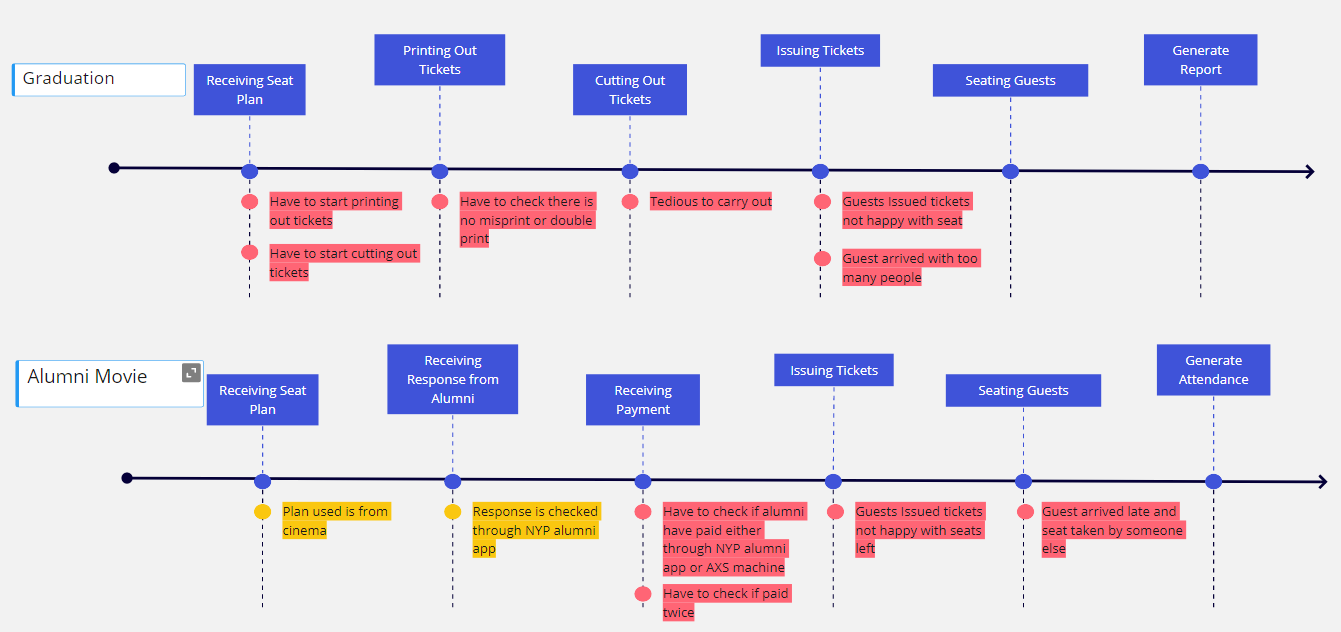 Graduation
Receiving Seat
Plan
Printing Out
Tickets
Cutting Out
Tickets
Issuing Tickets
Seating Guests
Generate
Report
Have to start printing
out tickets
Have to start cutting out
tickets
Have to check there is
no misprint or double
print
Tedious to carry out
Guests Issued tickets
not happy with seat
Guest arrived with too
many people
Alumni Movie
Receiving Seat
Plan
Receiving
Response from
Alumni
Receiving
Payment
Issuing Tickets
Seating Guests
Generate
Attendance
Plan used is from
cinema
Response is checked
through NYP alumni
app
Have to check if alumni
have paid either
through NYP alumni
app or AXS machine
Have to check if paid
twice
Guests Issued tickets
not happy with seats
left
Guest arrived late and
seat taken by someone
else